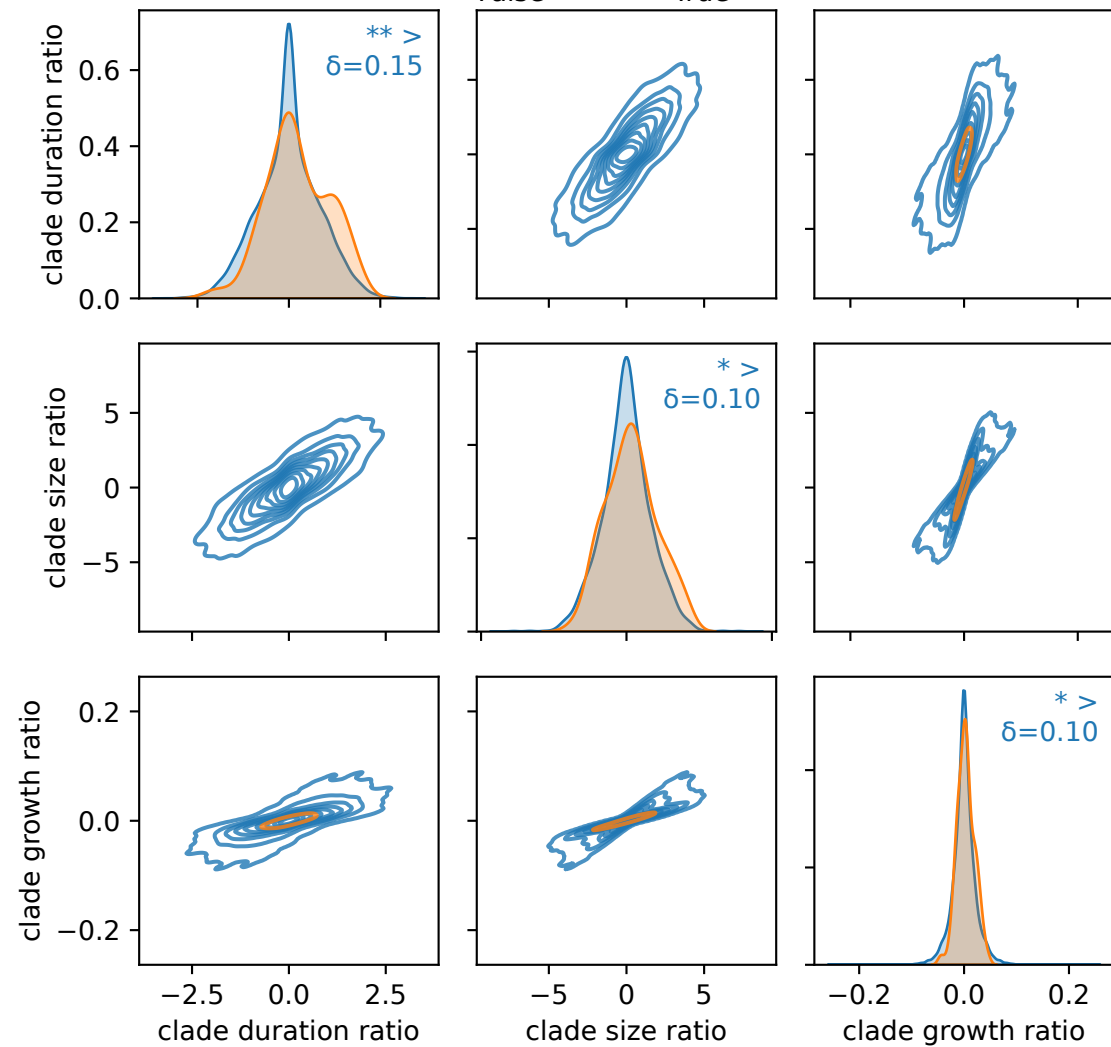 clade duration ratio
0.6
0.4
0.2
0.0
** >
δ=0.15
clade size ratio
5
0
−5
* >
δ=0.10
clade growth ratio
0.2
0.0
−0.2
* >
δ=0.10
−2.5 0.0 2.5
−5 0 5
−0.2 0.0 0.2
clade duration ratio
clade size ratio
clade growth ratio